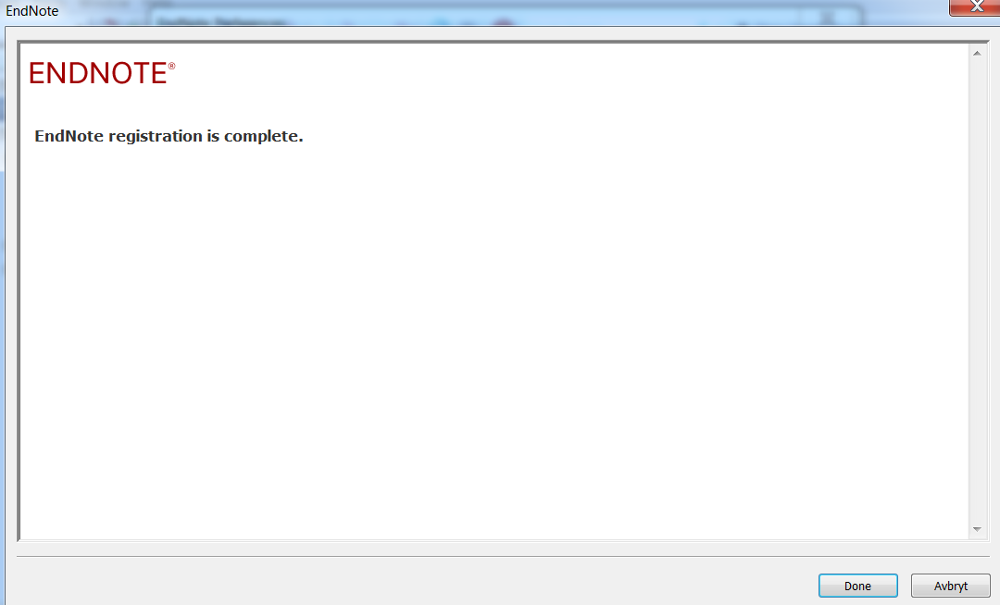 EndNote
ENDNOTE®
EndNote registration is complete.
Done
Avbryt